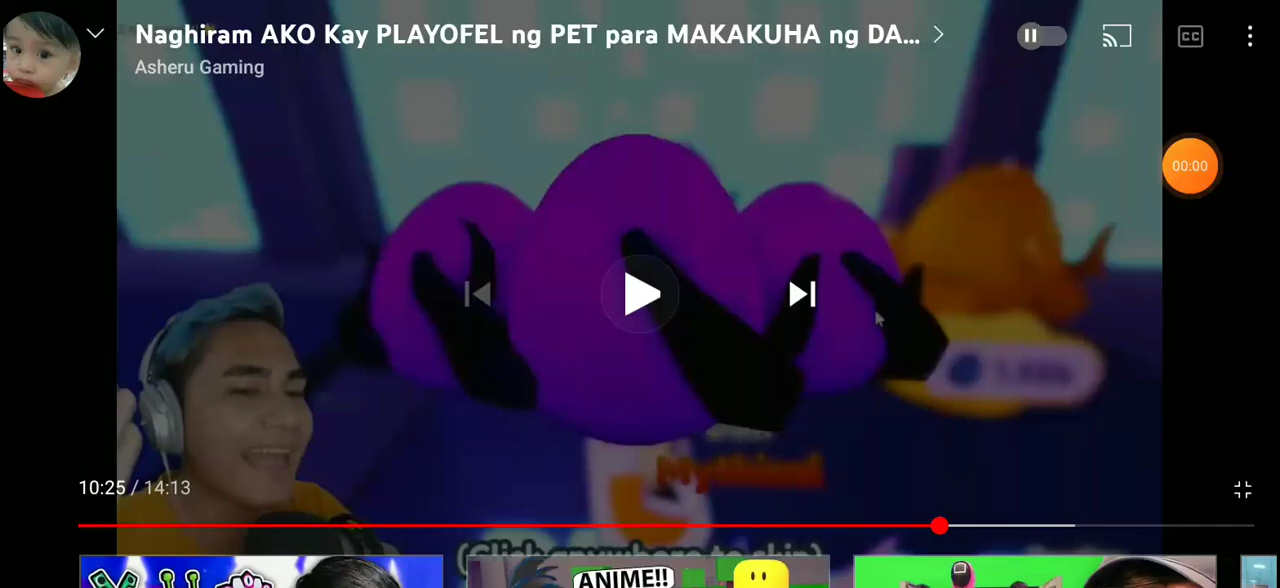 Naghiram AKO Kay PLAYOFEL ng PET para MAKAKUHA ng DA...
Asheru Gaming
CC
00:00
Mythical
10:25 / 14:13
(Click anywhere to skip)
ANIME!!